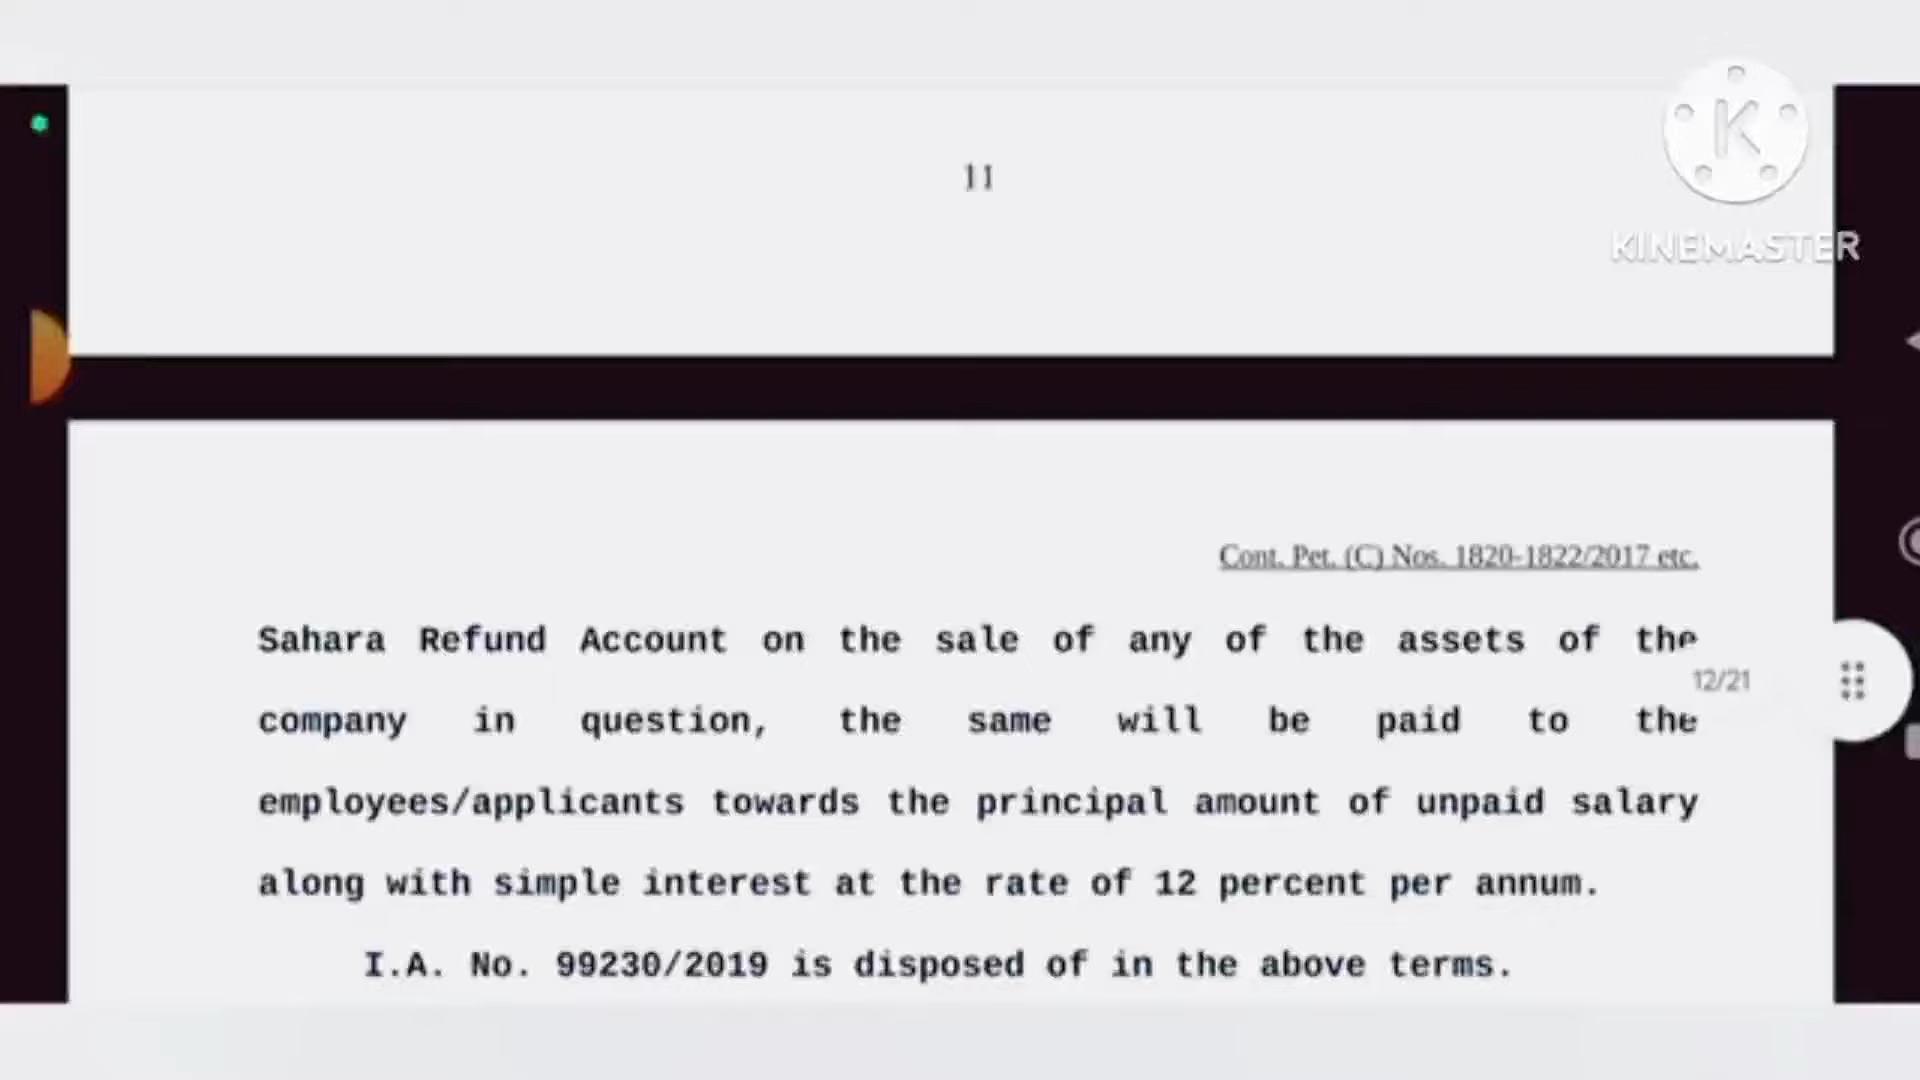 11
K
KINEMASTER
Cont. Pet. (C) Nos. 1820-1822/2017 etc.
Sahara Refund Account on the sale of any of the assets of the
12/21
company in question, the same will be paid to the
employees/applicants towards the principal amount of unpaid salary
along with simple interest at the rate of 12 percent per annum.
I.A. No. 99230/2019 is disposed of in the above terms.